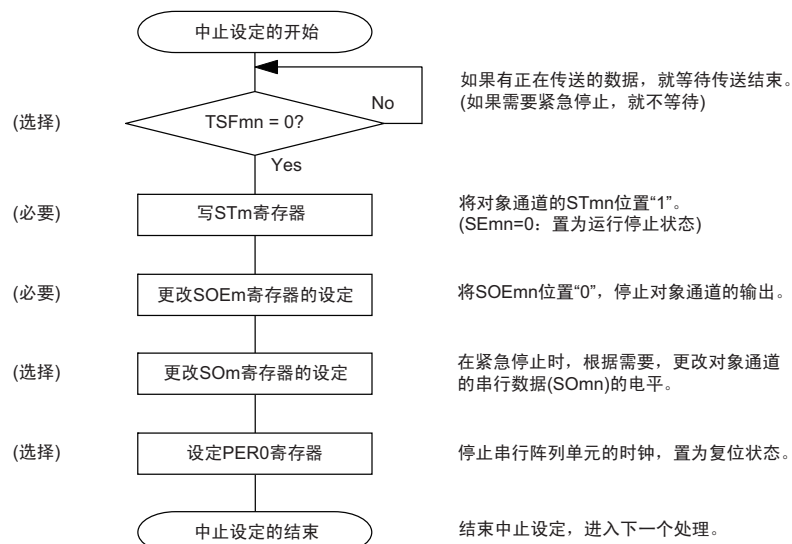 中止设定的开始
如果有正在传送的数据，就等待传送结束。
(如果需要紧急停止，就不等待)
No
(选择)
TSFmn = 0?
Yes
(必要)
写STm寄存器
将对象通道的STmn位置“1”。
(SEmn=0：置为运行停止状态)
(必要)
更改SOEm寄存器的设定
将SOEmn位置“0”，停止对象通道的输出。
(选择)
更改SOm寄存器的设定
在紧急停止时，根据需要，更改对象通道
的串行数据(SOmn)的电平。
(选择)
设定PER0寄存器
停止串行阵列单元的时钟，置为复位状态。
中止设定的结束
结束中止设定，进入下一个处理。